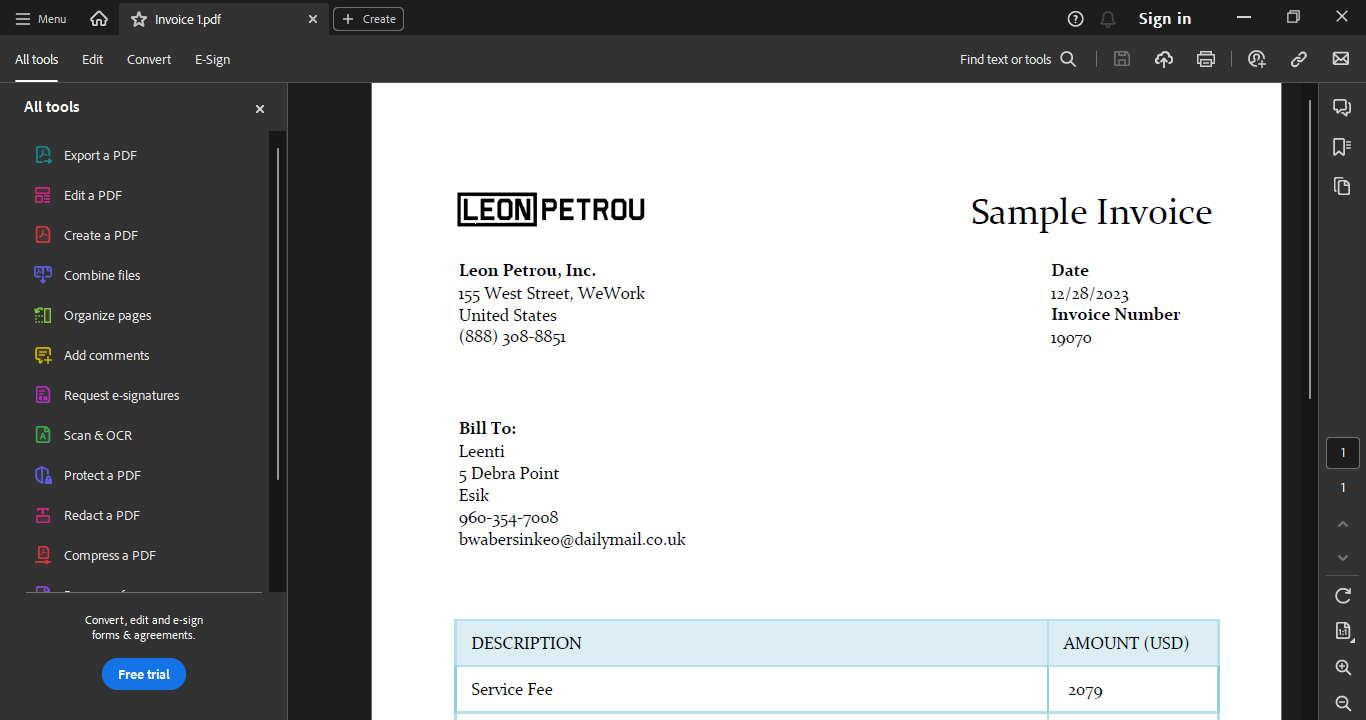 Menu
Invoice 1.pdf
Create
Sign in
All tools
Edit
Convert
E-Sign
Find text or tools
All tools
Export a PDF
Edit a PDF
Create a PDF
Combine files
Organize pages
Add comments
Request e-signatures
Scan & OCR
Protect a PDF
Redact a PDF
Compress a PDF
Convert, edit and e-sign
forms & agreements.
Free trial
LEON PETROU
Sample Invoice
Leon Petrou, Inc.
155 West Street, WeWork
United States
(888) 308-8851
Date
12/28/2023
Invoice Number
19070
Bill To:
Leenti
5 Debra Point
Esik
960-354-7008
bwabersinke0@dailymail.co.uk
DESCRIPTION AMOUNT (USD)
Service Fee 2079
1
1
1:1